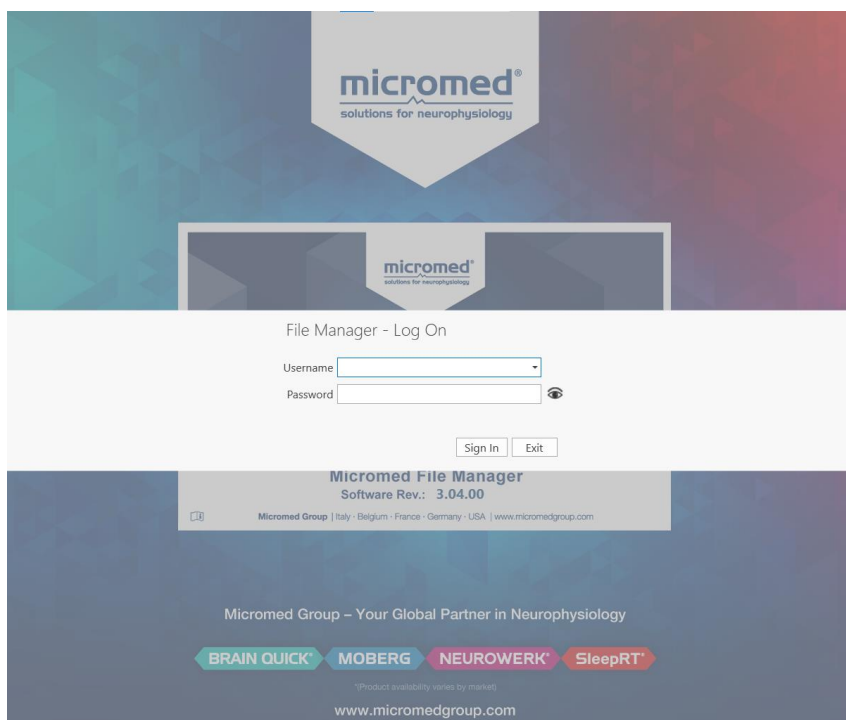 micromed®
solutions for neurophysiology
micromed®
solutions for neurophysiology
File Manager - Log On
Username
Password
Sign In Exit
Micromed File Manager
Software Rev.: 3.04.00
Micromed Group | Italy - Belgium - France - Germany - USA | www.micromedgroup.com
Micromed Group – Your Global Partner in Neurophysiology
BRAIN QUICK* MOBERG NEUROWERK* SleepRT*
*(Product availability varies by market)
www.micromedgroup.com